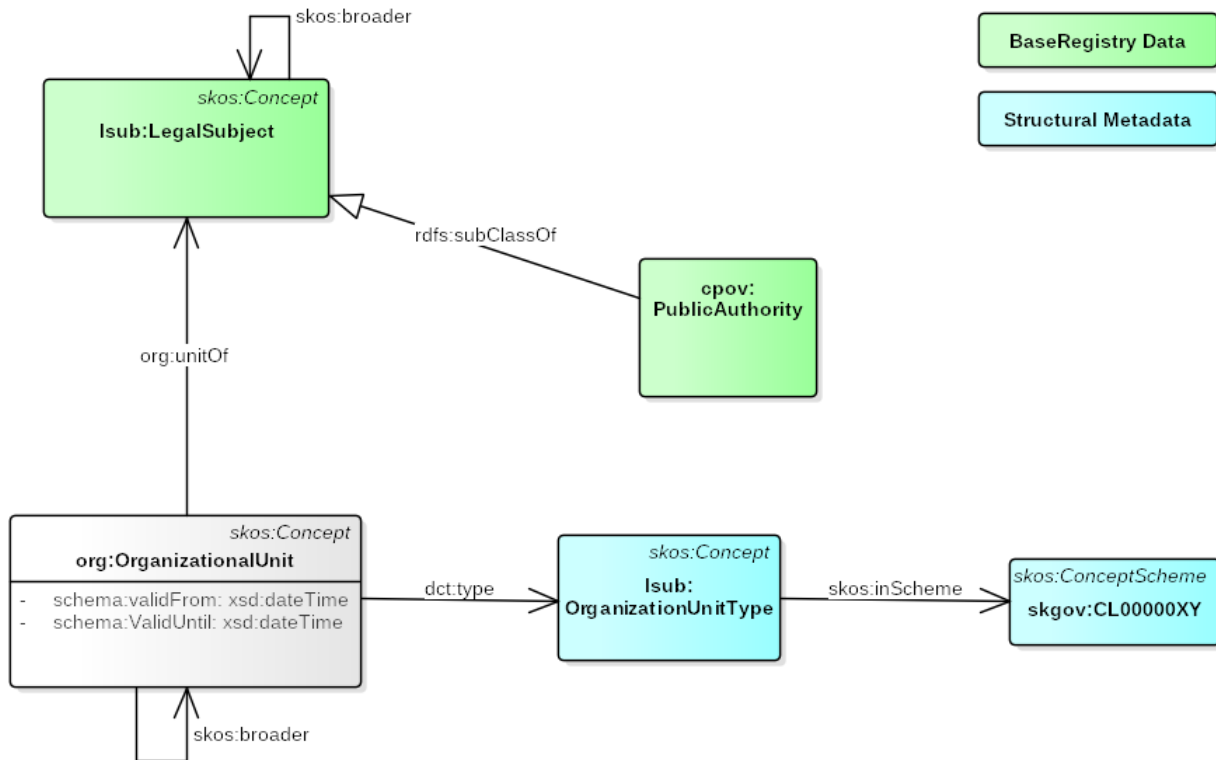 skos:broader
BaseRegistry Data
skos:Concept
lsub:LegalSubject
Structural Metadata
rdfs:subClassOf
cpov:
PublicAuthority
org:unitOf
skos:Concept
org:OrganizationalUnit
- schema:validFrom: xsd:dateTime
- schema:ValidUntil: xsd:dateTime
dct:type
skos:Concept
lsub:
OrganizationUnitType
skos:inScheme
skos:ConceptScheme
skgov:CL00000XY
skos:broader